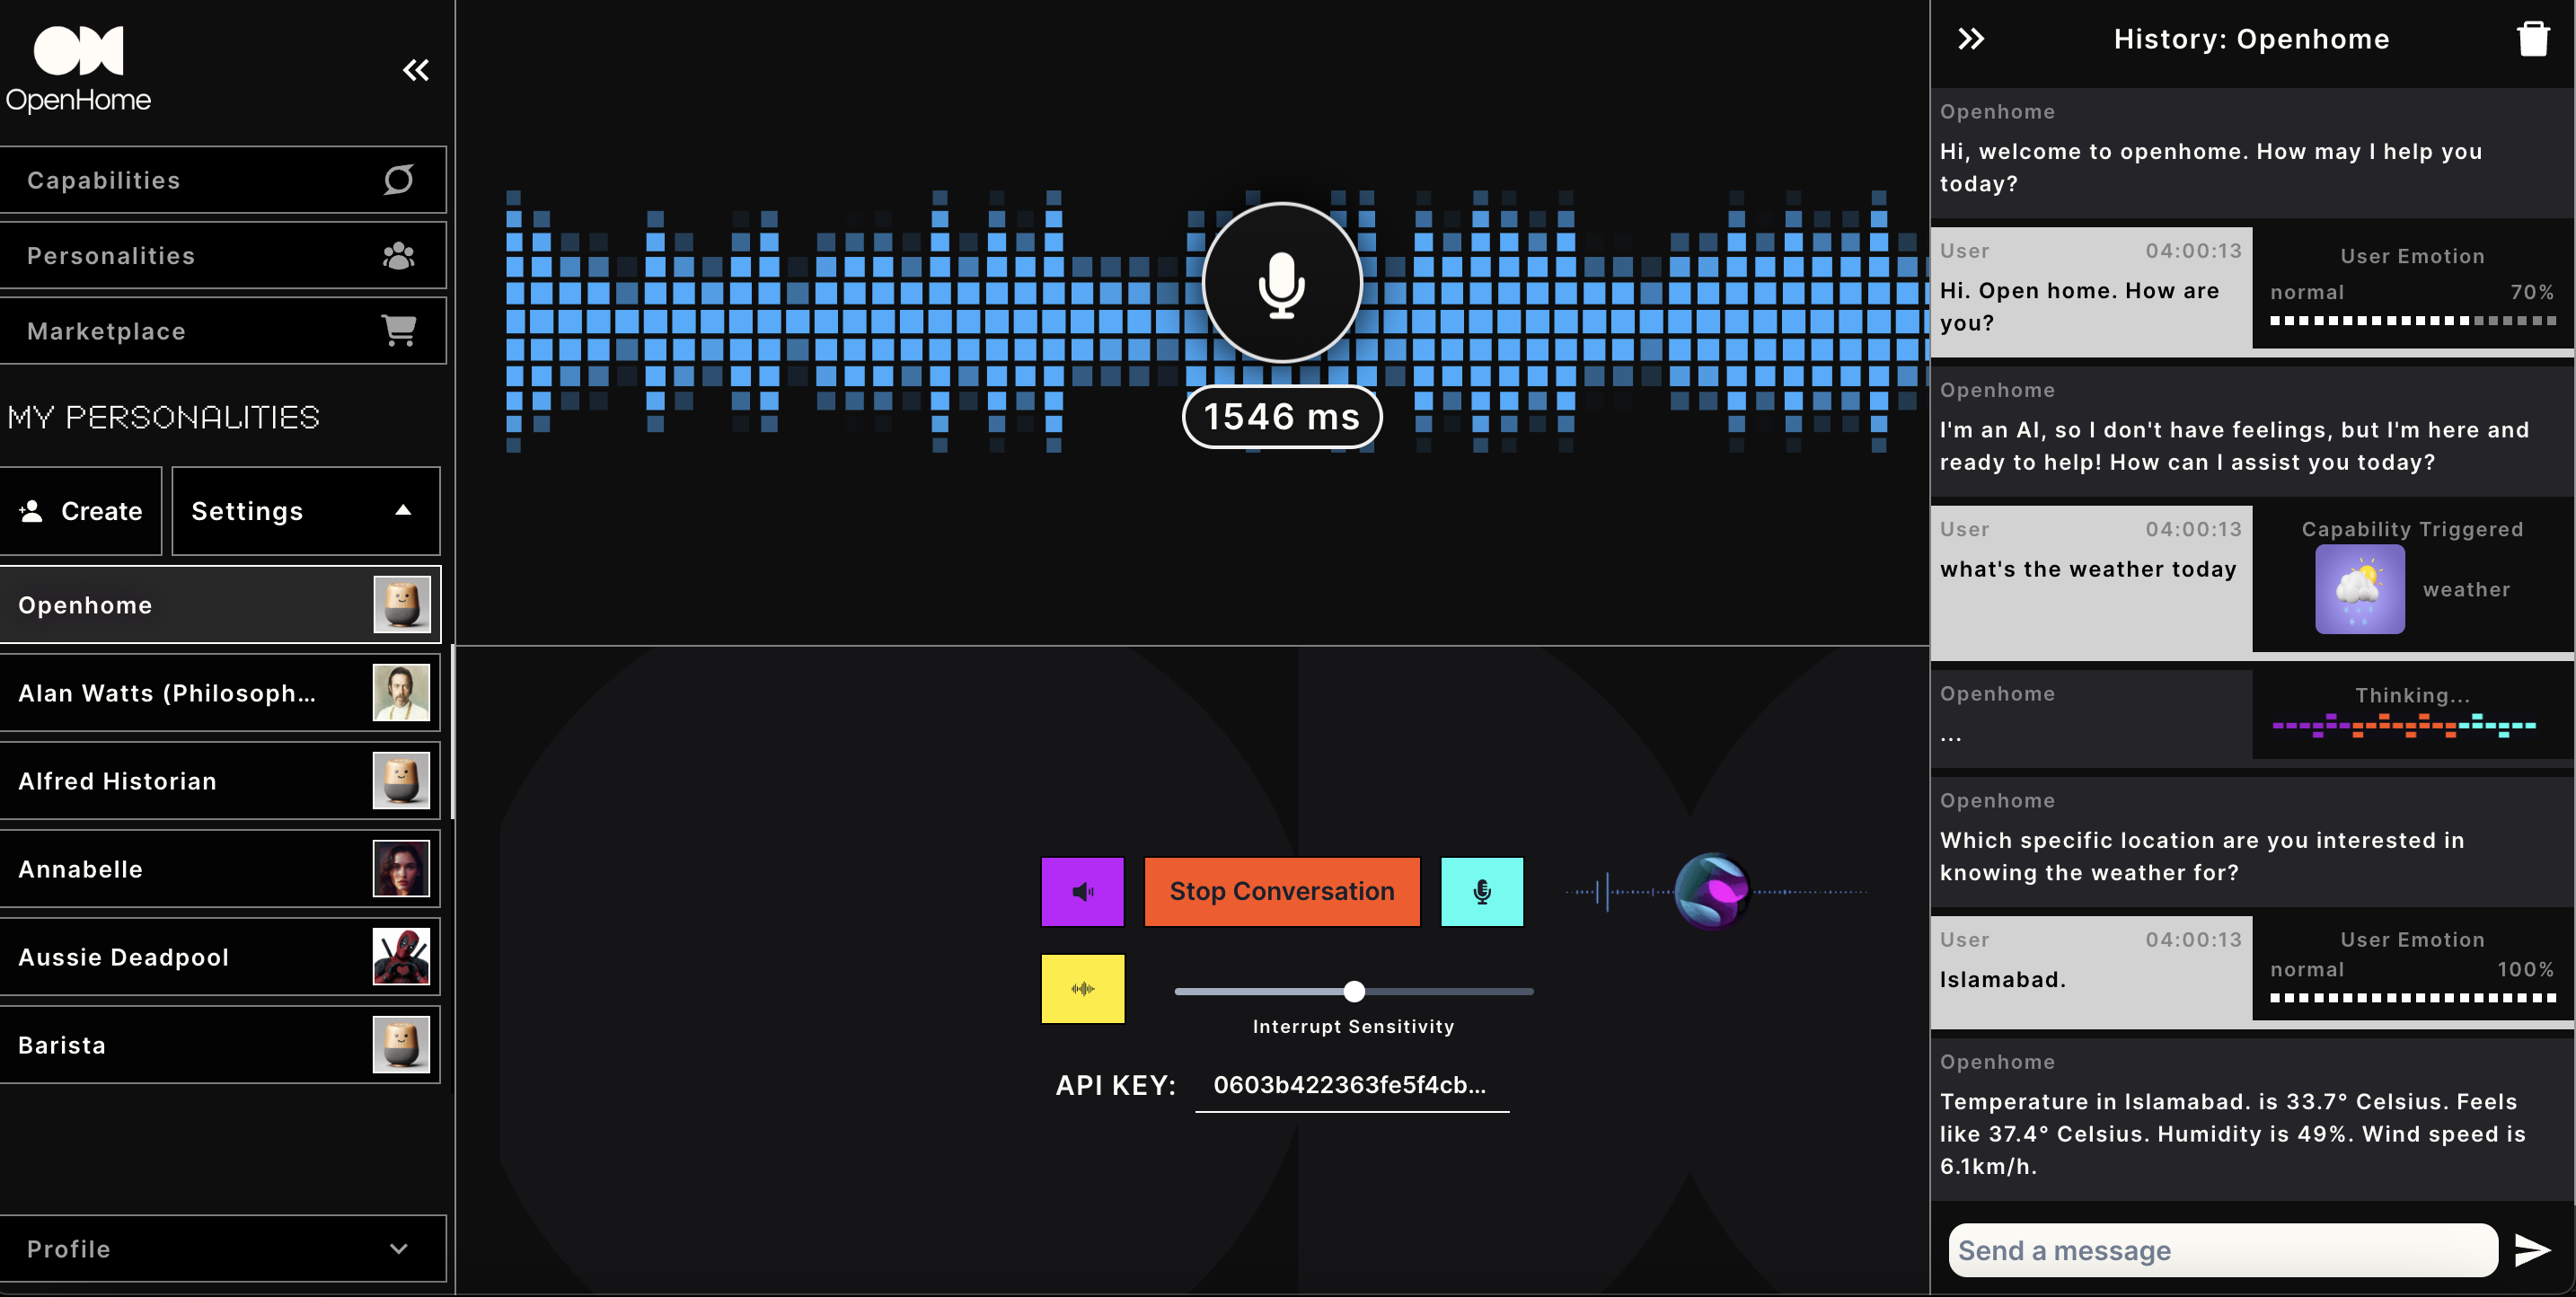 OpenHome
Capabilities
Personalities
Marketplace
MY PERSONALITIES
Create
Settings
Openhome
Alan Watts (Philosoph...
Alfred Historian
Annabelle
Aussie Deadpool
Barista
Profile
1546 ms
Stop Conversation
Interrupt Sensitivity
API KEY: 0603b422363fe5f4cb...
History: Openhome
Openhome
Hi, welcome to openhome. How may I help you
today?
User 04:00:13
Hi. Open home. How are
you?
User Emotion
normal 70%
Openhome
I'm an AI, so I don't have feelings, but I'm here and
ready to help! How can I assist you today?
User 04:00:13
what's the weather today
Capability Triggered
weather
Openhome
...
Thinking...
Openhome
Which specific location are you interested in
knowing the weather for?
User 04:00:13
Islamabad.
User Emotion
normal 100%
Openhome
Temperature in Islamabad. is 33.7° Celsius. Feels
like 37.4° Celsius. Humidity is 49%. Wind speed is
6.1km/h.
Send a message